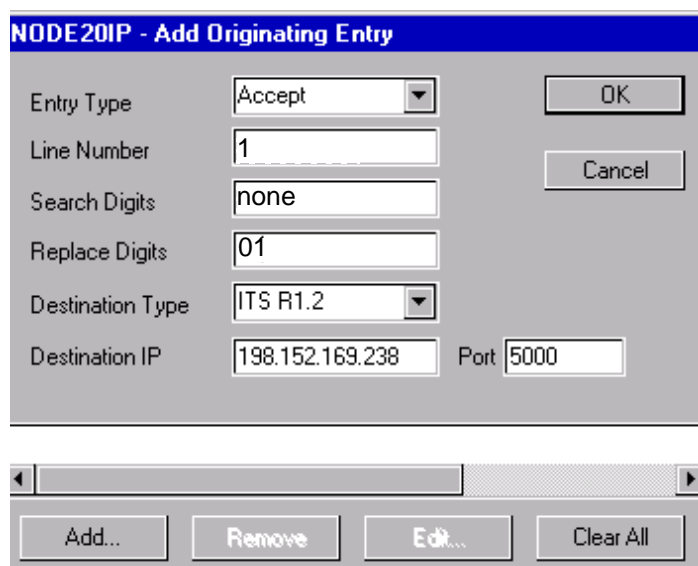 NODE20IP - Add Originating Entry
Entry Type Accept OK
Line Number 1
Cancel
Search Digits none
Replace Digits 01
Destination Type ITS R1.2
Destination IP 198.152.169.238 Port 5000
Add... Remove Edit... Clear All